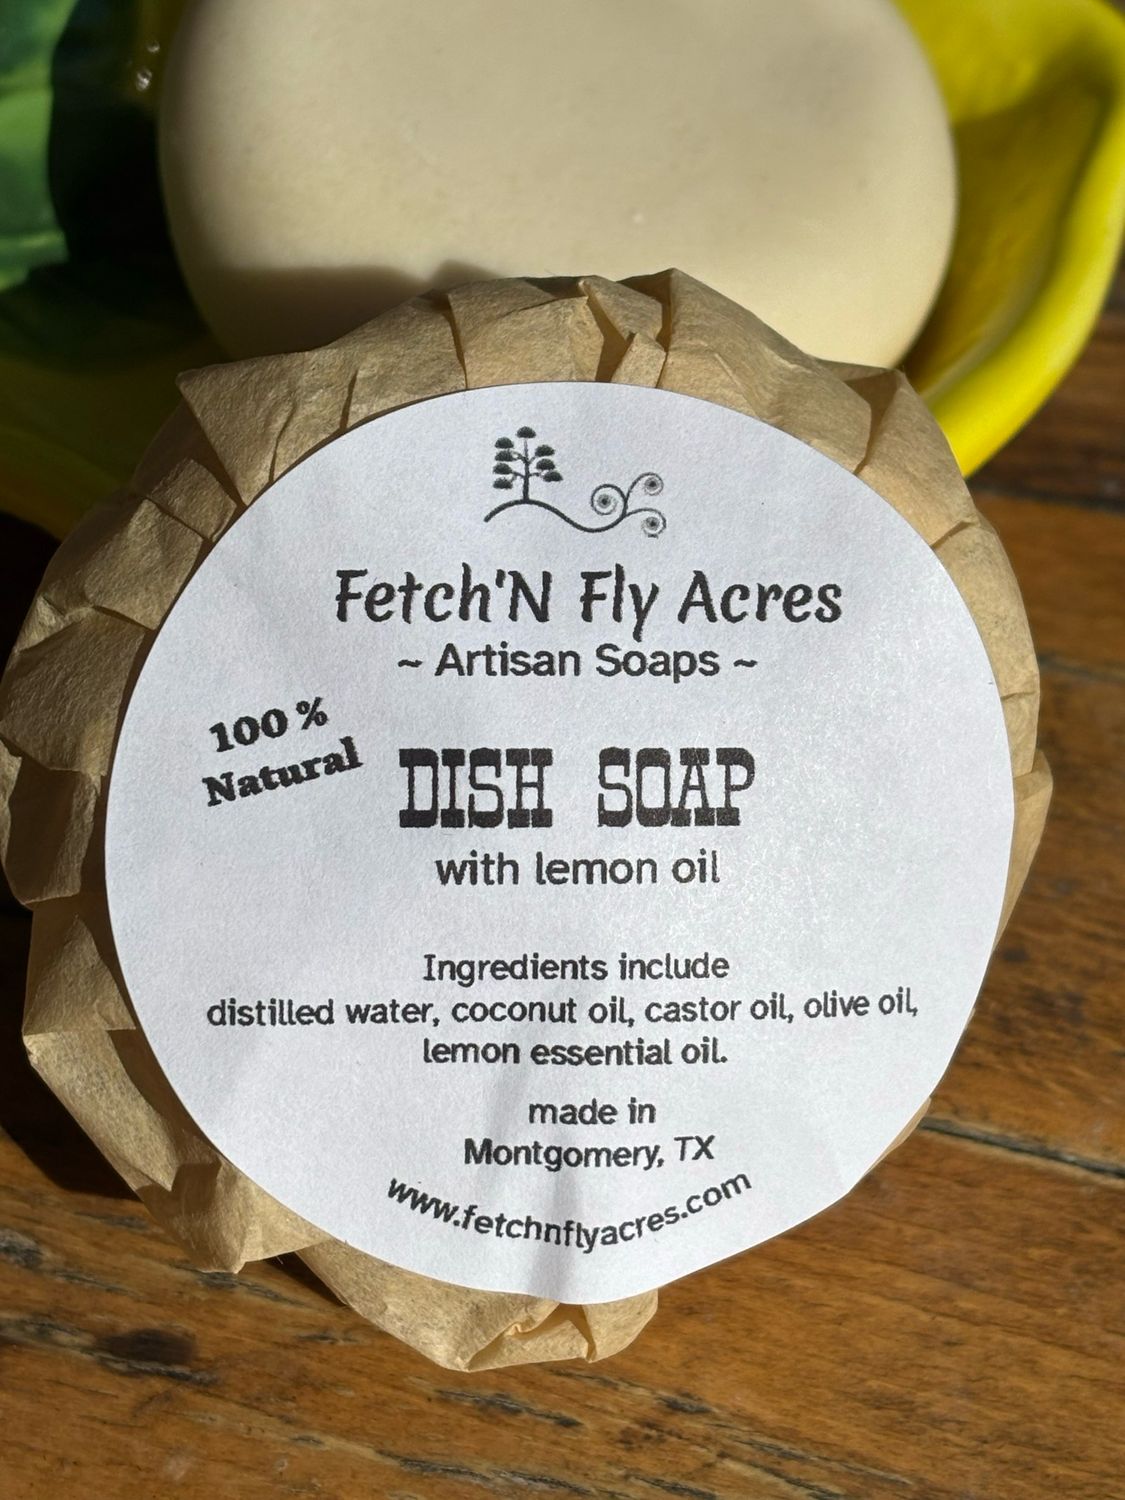 Fetch'N Fly Acres
~ Artisan Soaps ~
100 %
Natural
DISH SOAP
with lemon oil
Ingredients include
distilled water, coconut oil, castor oil, olive oil,
lemon essential oil.
made in
Montgomery, TX
www.fetchnflyacres.com